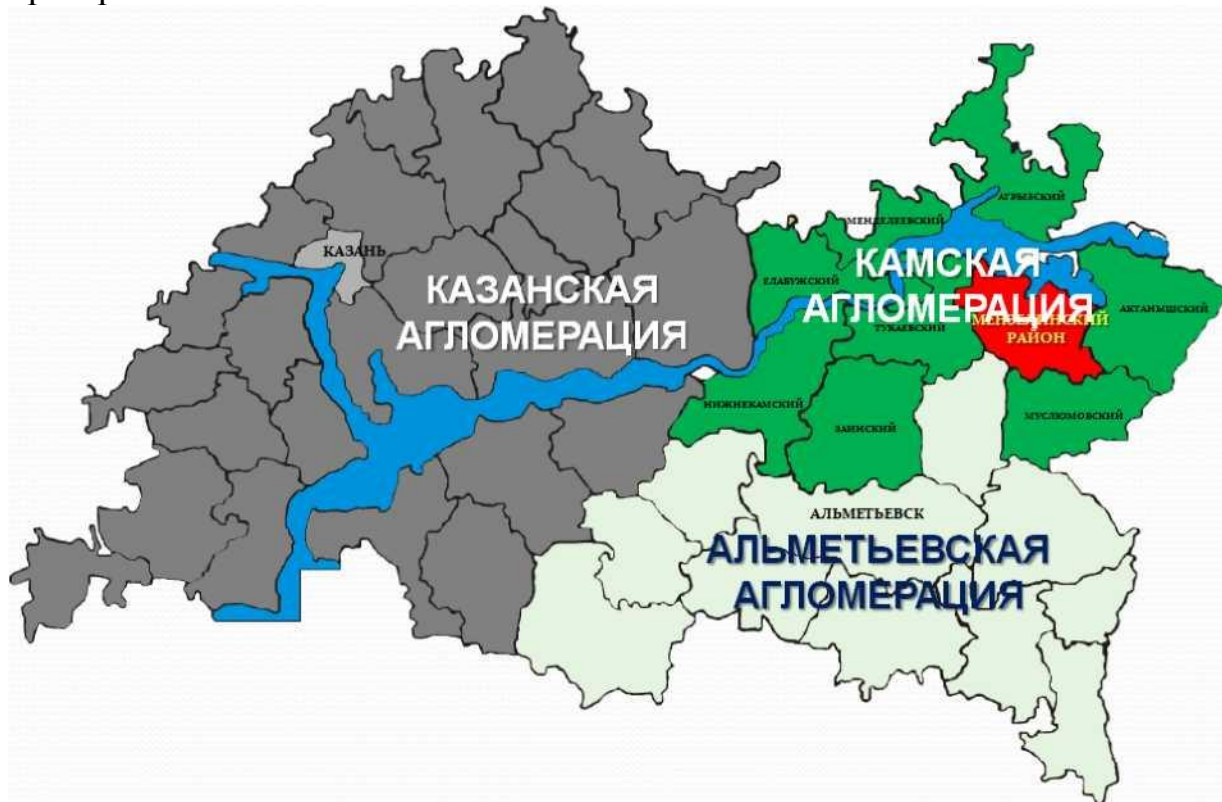 АГРЫЗСКИЙ
МЕНДЕЛЕЕВСКИЙ
КАЗАНЬ
КАМСКАЯ
АГЛОМЕРАЦИЯ
ЕЛАБУЖСКИЙ
КАЗАНСКАЯ
АГЛОМЕРАЦИЯ
АКТАНЫШСКИЙ
ТУКАЕВСКИЙ
РАЙОН
НИЖНЕКАМСКИЙ
ЗАИНСКИЙ
МУСЛЮМОВСКИЙ
АЛЬМЕТЬЕВСК
АЛЬМЕТЬЕВСКАЯ
АГЛОМЕРАЦИЯ